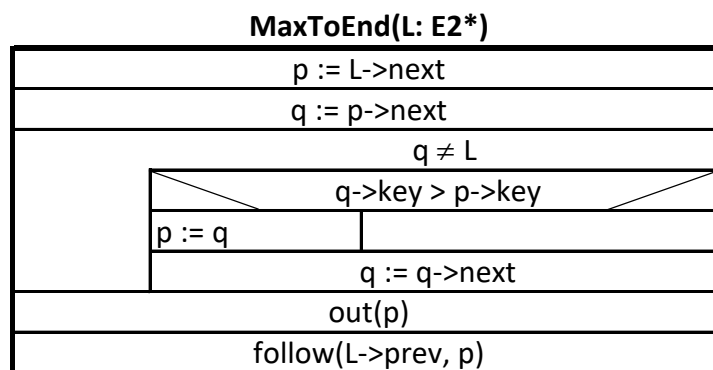 MaxToEnd(L: E2*)
p := L->next
q := p->next
q ≠ L
q->key > p->key
p := q
q := q->next
out(p)
follow(L->prev, p)